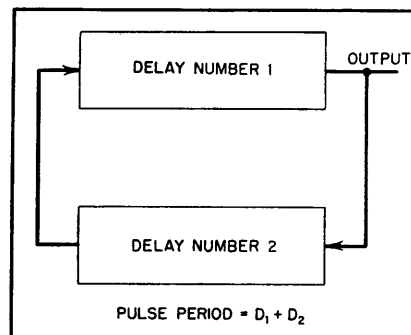 DELAY NUMBER 1
OUTPUT
DELAY NUMBER 2
PULSE PERIOD = D₁ + D₂